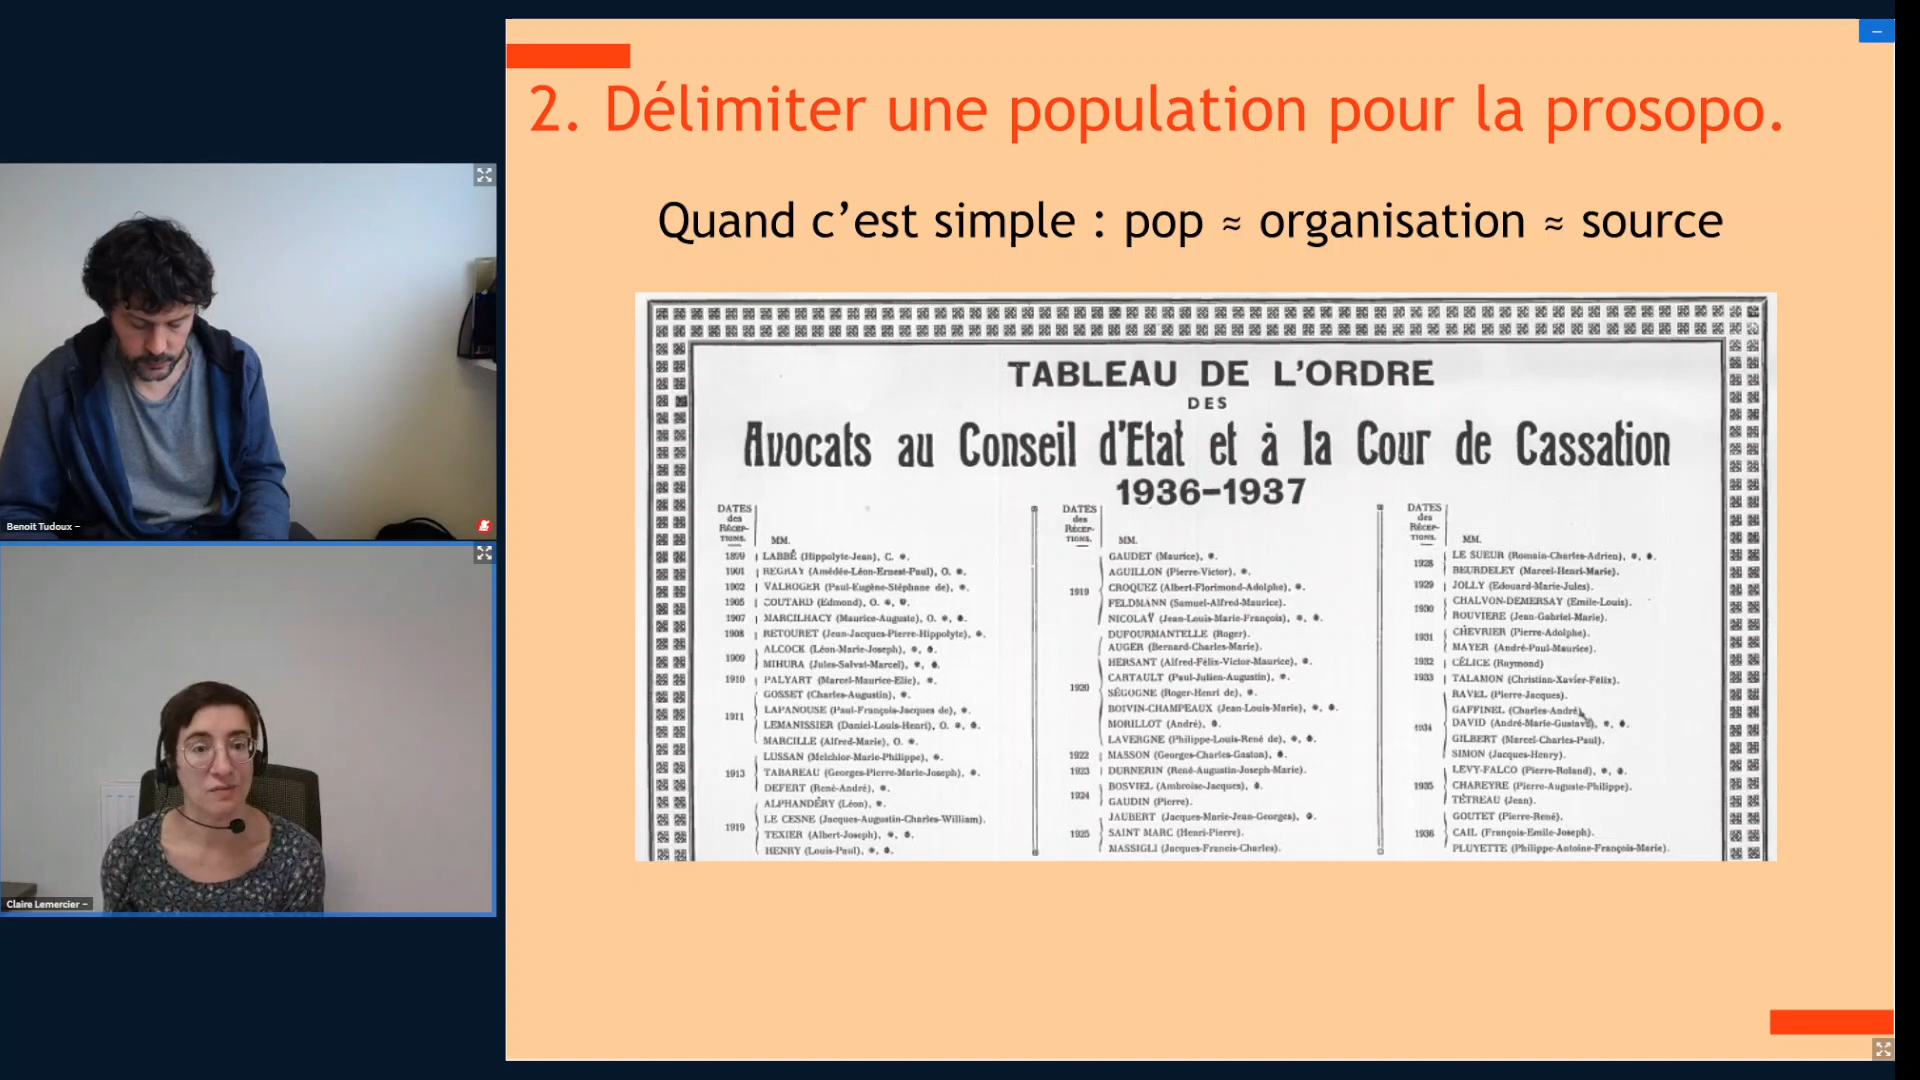 2. Délimiter une population pour la prosopo.
Quand c’est simple : pop ≈ organisation ≈ source
TABLEAU DE L'ORDRE
DES
Avocats au Conseil d'Etat et à la Cour de Cassation
1936-1937
DATES
des
RÉCEP-
TIONS.
MM.
1899 LABBÉ (Hippolyte-Jean), C.
1901 REGRAY (Amédée-Léon-Ernest-Paul), O.
1902 VALROGER (Paul-Eugène-Stéphane de),
1905 COUTARD (Edmond), O.
1907 MARCILHACY (Maurice-Auguste), O.
1908 RETOURET (Jean-Jacques-Pierre-Hippolyte),
1909
ALCOCK (Léon-Marie-Joseph),
MIHURA (Jules-Salvat-Marcel),
1910 PALYART (Marcel-Maurice-Elie),
1911
GOSSET (Charles-Augustin),
LAPANOUSE (Paul-François-Jacques de),
LEMANISSIER (Daniel-Louis-Henri), O.
MARCILLE (Alfred-Marie), O.
1913
LUSSAN (Melchior-Marie-Philippe),
TABAREAU (Georges-Pierre-Marie-Joseph),
DEFERT (René-André),
1919
ALPHANDÉRY (Léon),
LE CESNE (Jacques-Augustin-Charles-William).
TEXIER (Albert-Joseph),
HENRY (Louis-Paul),
DATES
des
RÉCEP-
TIONS.
MM.
1919
GAUDET (Maurice),
AGUILLON (Pierre-Victor),
CROQUEZ (Albert-Florimond-Adolphe),
FELDMANN (Samuel-Alfred-Maurice).
NICOLAŸ (Jean-Louis-Marie-François),
1920
DUFOURMANTELLE (Roger).
AUGER (Bernard-Charles-Marie).
HERSANT (Alfred-Félix-Victor-Maurice),
CARTAULT (Paul-Julien-Augustin),
SÉGOGNE (Roger-Henri de),
BOIVIN-CHAMPEAUX (Jean-Louis-Marie),
MORILLOT (André),
LAVERGNE (Philippe-Louis-René de),
1922 MASSON (Georges-Charles-Gaston),
1923 DURNERIN (René-Augustin-Joseph-Marie).
1924
BOSVIEL (Ambroise-Jacques),
GAUDIN (Pierre).
1925
JAUBERT (Jacques-Marie-Jean-Georges),
SAINT MARC (Henri-Pierre).
MASSIGLI (Jacques-Francis-Charles).
DATES
des
RÉCEP-
TIONS.
MM.
1928
LE SUEUR (Romain-Charles-Adrien),
BEURDELEY (Marcel-Henri-Marie).
1929 JOLLY (Edouard-Marie-Jules).
1930
CHALVON-DEMERSAY (Emile-Louis).
ROUVIERE (Jean-Gabriel-Marie).
1931
CHEVRIER (Pierre-Adolphe).
MAYER (André-Paul-Maurice).
1932 CÉLICE (Raymond)
1933 TALAMON (Christian-Xavier-Félix).
1934
RAVEL (Pierre-Jacques).
GAFFINEL (Charles-André),
DAVID (André-Marie-Gustave),
GILBERT (Marcel-Charles-Paul).
SIMON (Jacques-Henry).
1935
LEVY-FALCO (Pierre-Roland),
CHAREYRE (Pierre-Auguste-Philippe).
TÉTREAU (Jean).
1936
GOUTET (Pierre-René).
CAIL (François-Emile-Joseph).
PLUYETTE (Philippe-Antoine-François-Marie).
Benoit Tudoux –
Claire Lemercier –